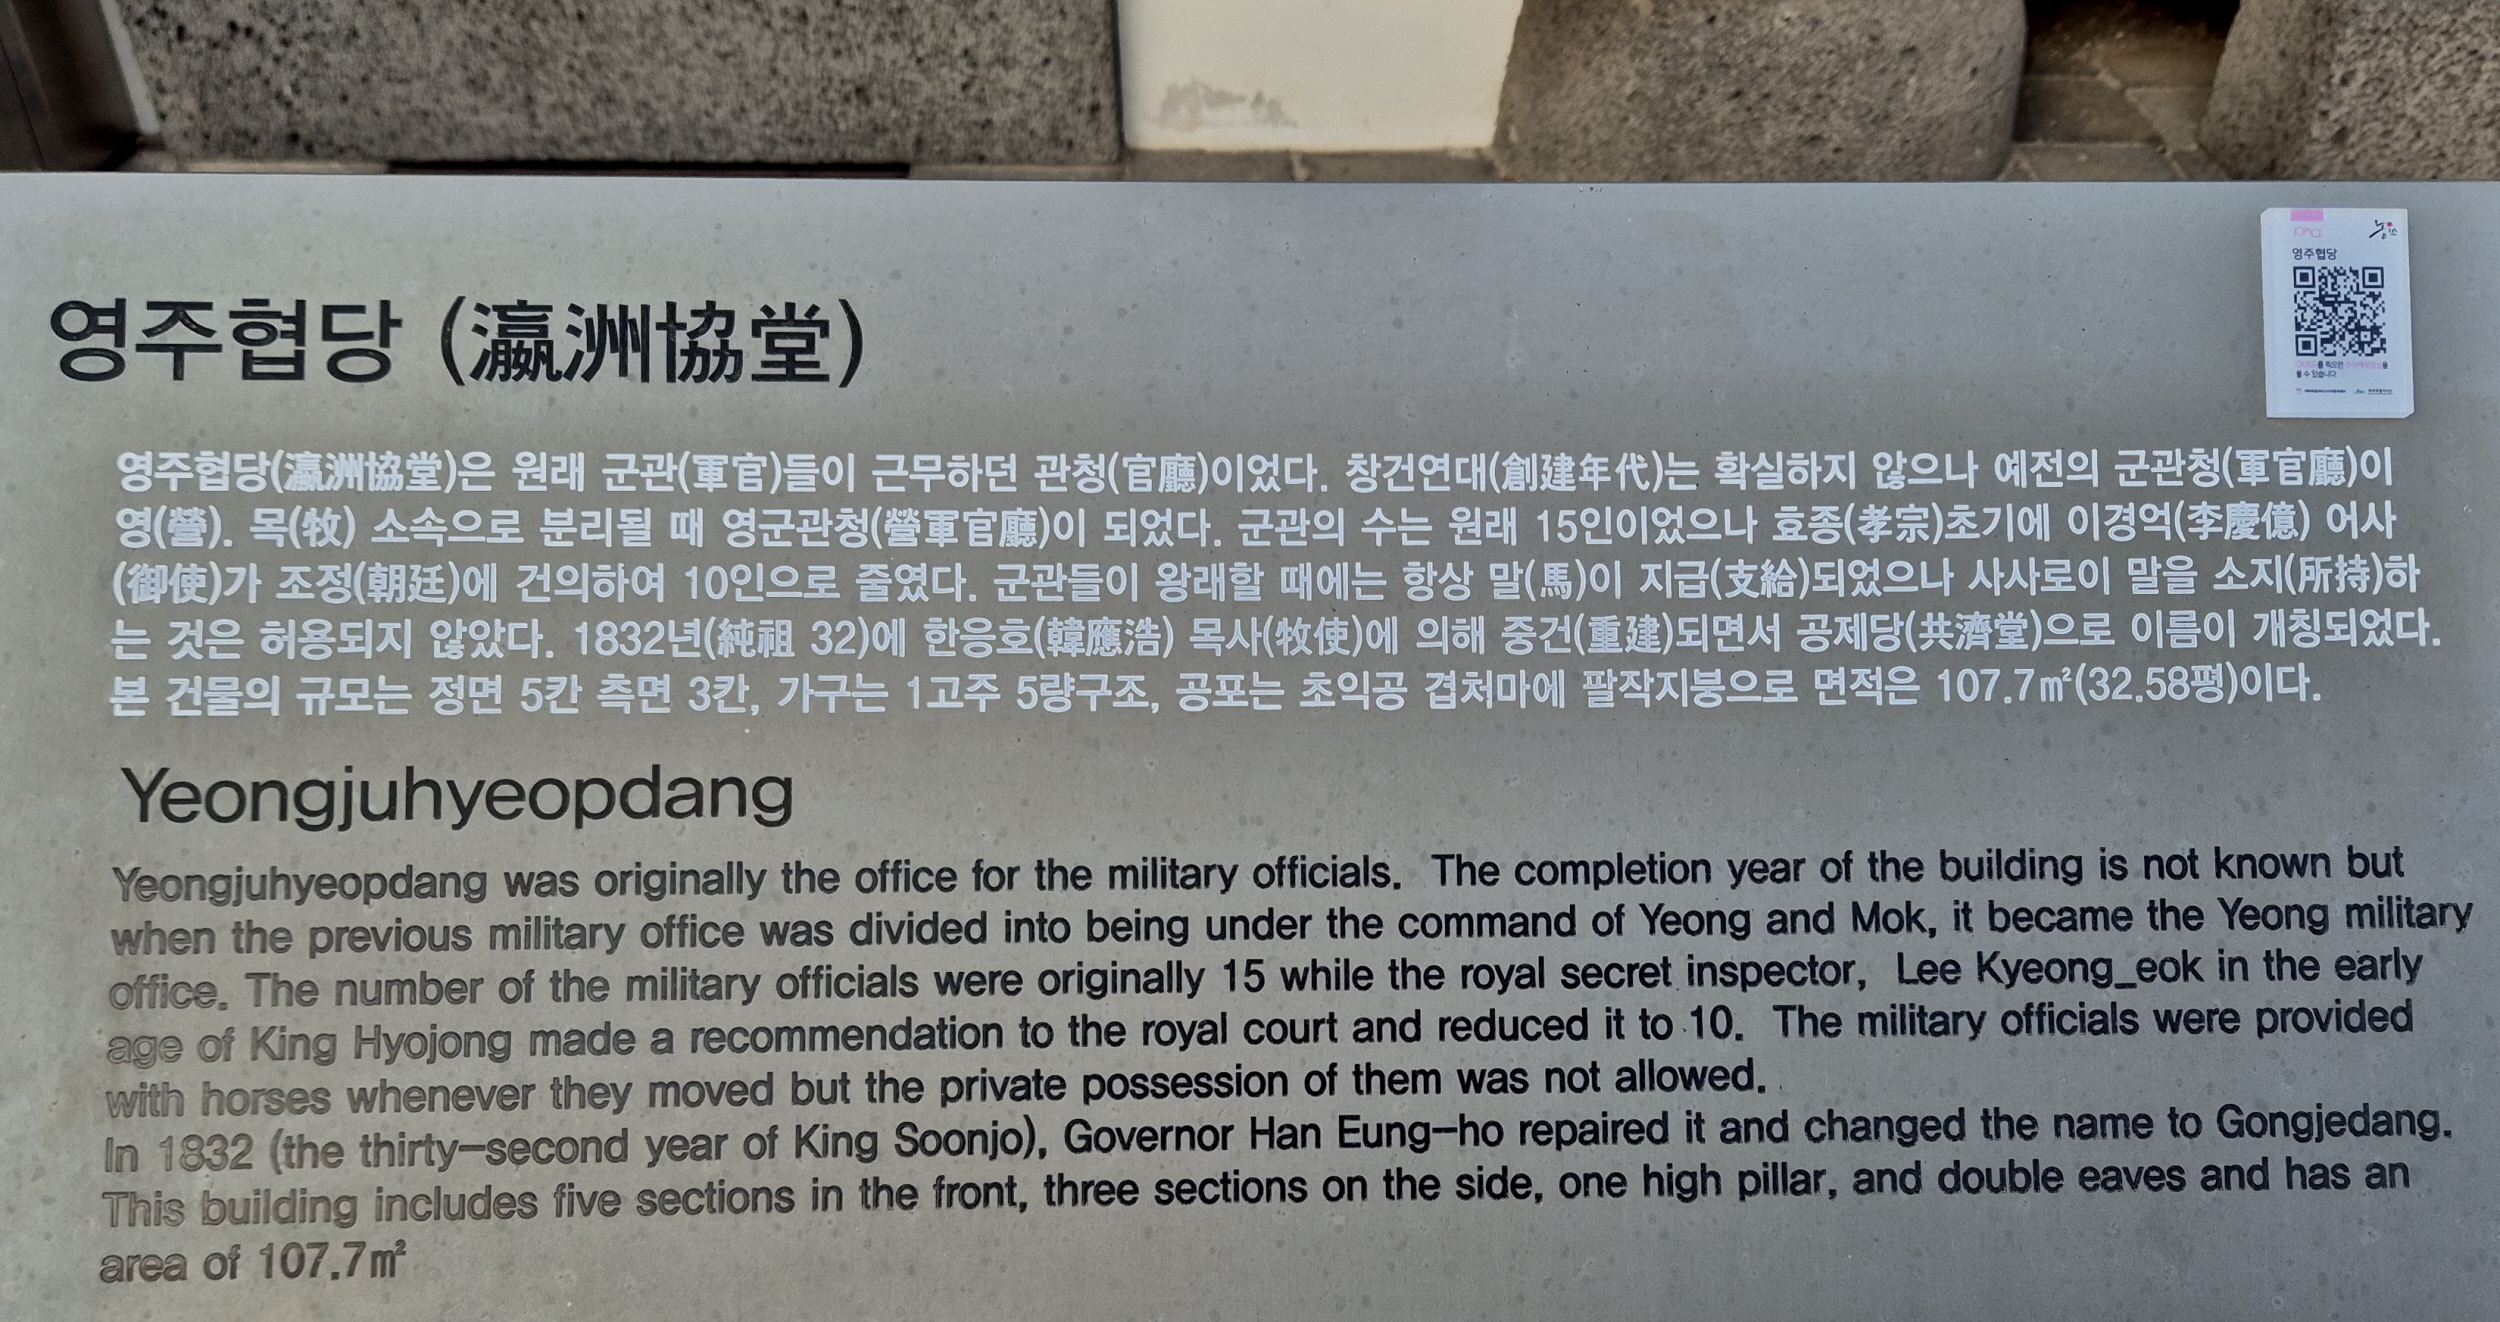 영주협당 (瀛洲協堂)
영주협당
영주협당(瀛洲協堂)은 원래 군관(軍官)들이 근무하던 관청(官廳)이었다. 창건연대(創建年代)는 확실하지 않으나 예전의 군관청(軍官廳)이
영(營). 목(牧) 소속으로 분리될 때 영군관청(營軍官廳)이 되었다. 군관의 수는 원래 15인이었으나 효종(孝宗)초기에 이경억(李慶億) 어사
(御使)가 조정(朝廷)에 건의하여 10인으로 줄였다. 군관들이 왕래할 때에는 항상 말(馬)이 지급(支給)되었으나 사사로이 말을 소지(所持)하
는 것은 허용되지 않았다. 1832년(純祖 32)에 한응호(韓應浩) 목사(牧使)에 의해 중건(重建)되면서 공제당(共濟堂)으로 이름이 개칭되었다.
본 건물의 규모는 정면 5칸 측면 3칸, 가구는 1고주 5량구조, 공포는 초익공 겹처마에 팔작지붕으로 면적은 107.7㎡(32.58평)이다.
Yeongjuhyeopdang
Yeongjuhyeopdang was originally the office for the military officials. The completion year of the building is not known but
when the previous military office was divided into being under the command of Yeong and Mok, it became the Yeong military
office. The number of the military officials were originally 15 while the royal secret inspector, Lee Kyeong_eok in the early
age of King Hyojong made a recommendation to the royal court and reduced it to 10. The military officials were provided
with horses whenever they moved but the private possession of them was not allowed.
In 1832 (the thirty-second year of King Soonjo), Governor Han Eung-ho repaired it and changed the name to Gongjedang.
This building includes five sections in the front, three sections on the side, one high pillar, and double eaves and has an
area of 107.7㎡